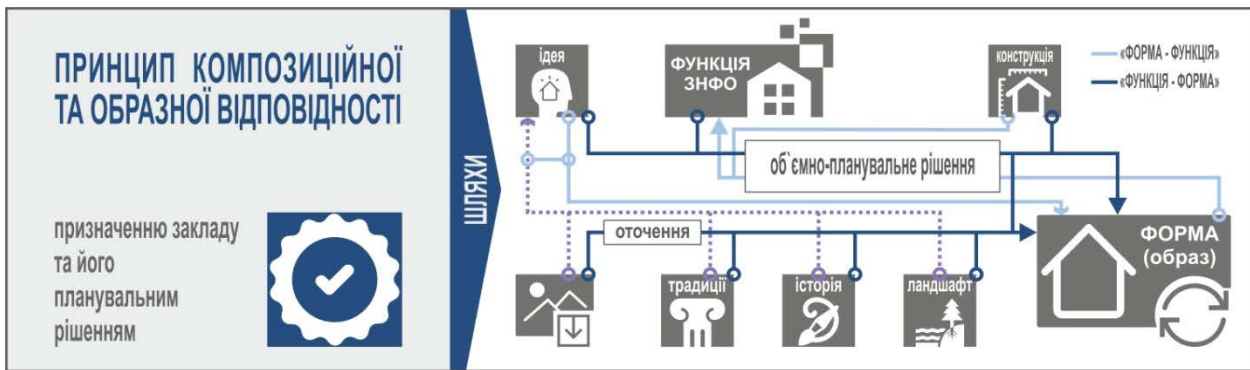 ПРИНЦИП КОМПОЗИЦІЙНОЇ
ТА ОБРАЗНОЇ ВІДПОВІДНОСТІ
призначенню закладу
та його
планувальним
рішенням
ШЛЯХИ
ідея
ФУНКЦІЯ
ЗНФО
конструкція
«ФОРМА - ФУНКЦІЯ»
«ФУНКЦІЯ - ФОРМА»
об`ємно-планувальне рішення
оточення
ФОРМА
(образ)
традиції
історія
ландшафт